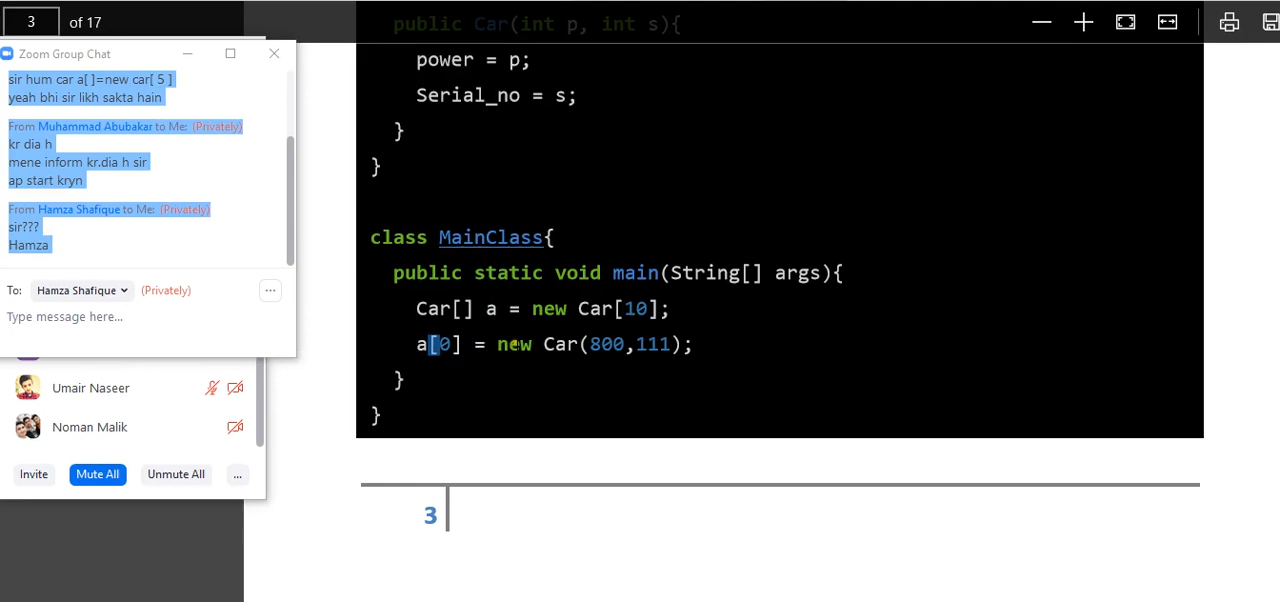 3 of 17
Zoom Group Chat
sir hum car a[ ]=new car[ 5 ]
yeah bhi sir likh sakta hain
From Muhammad Abubakar to Me: (Privately)
kr dia h
mene inform kr.dia h sir
ap start kryn
From Hamza Shafique to Me: (Privately)
sir???
Hamza
To: Hamza Shafique (Privately)
...
Type message here...
Umair Naseer
Noman Malik
Invite Mute All Unmute All ...
public Car(int p, int s){
power = p;
Serial_no = s;
}
}
class MainClass{
public static void main(String[] args){
Car[] a = new Car[10];
a[0] = new Car(800,111);
}
}
3